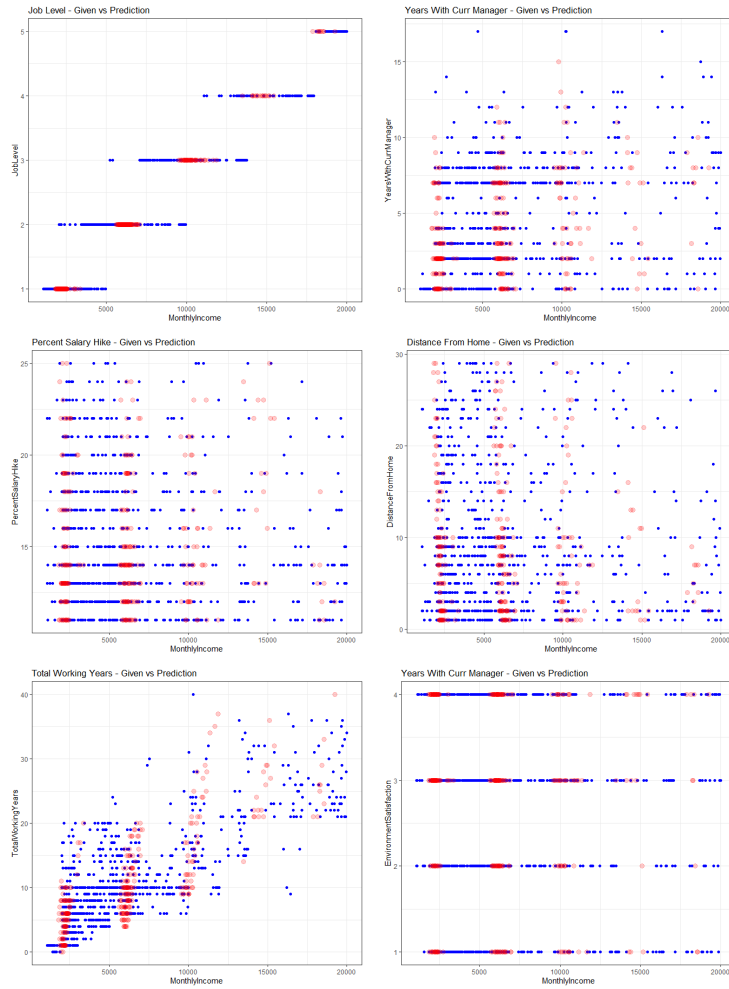 Job Level - Given vs Prediction
JobLevel
5
4
3
2
1
5000 10000 15000 20000
MonthlyIncome
Years With Curr Manager - Given vs Prediction
YearsWithCurrManager
15
10
5
0
5000 10000 15000 20000
MonthlyIncome
Percent Salary Hike - Given vs Prediction
PercentSalaryHike
25
20
15
5000 10000 15000 20000
MonthlyIncome
Distance From Home - Given vs Prediction
DistanceFromHome
30
20
10
0
5000 10000 15000 20000
MonthlyIncome
Total Working Years - Given vs Prediction
TotalWorkingYears
40
30
20
10
0
5000 10000 15000 20000
MonthlyIncome
Years With Curr Manager - Given vs Prediction
EnvironmentSatisfaction
4
3
2
1
5000 10000 15000 20000
MonthlyIncome